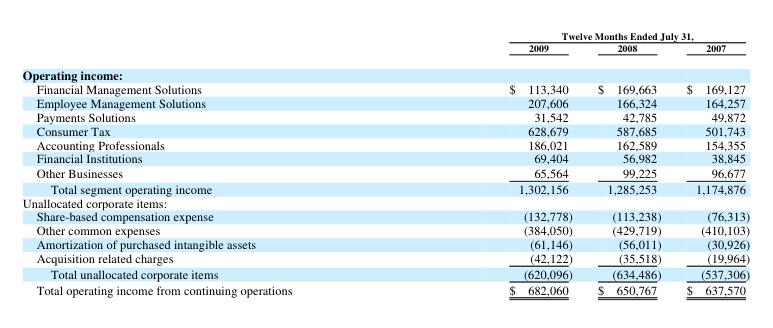 Twelve Months Ended July 31,
2009 2008 2007
Operating income:
Financial Management Solutions $ 113,340 $ 169,663 $ 169,127
Employee Management Solutions 207,606 166,324 164,257
Payments Solutions 31,542 42,785 49,872
Consumer Tax 628,679 587,685 501,743
Accounting Professionals 186,021 162,589 154,355
Financial Institutions 69,404 56,982 38,845
Other Businesses 65,564 99,225 96,677
Total segment operating income 1,302,156 1,285,253 1,174,876
Unallocated corporate items:
Share-based compensation expense (132,778) (113,238) (76,313)
Other common expenses (384,050) (429,719) (410,103)
Amortization of purchased intangible assets (61,146) (56,011) (30,926)
Acquisition related charges (42,122) (35,518) (19,964)
Total unallocated corporate items (620,096) (634,486) (537,306)
Total operating income from continuing operations $ 682,060 $ 650,767 $ 637,570